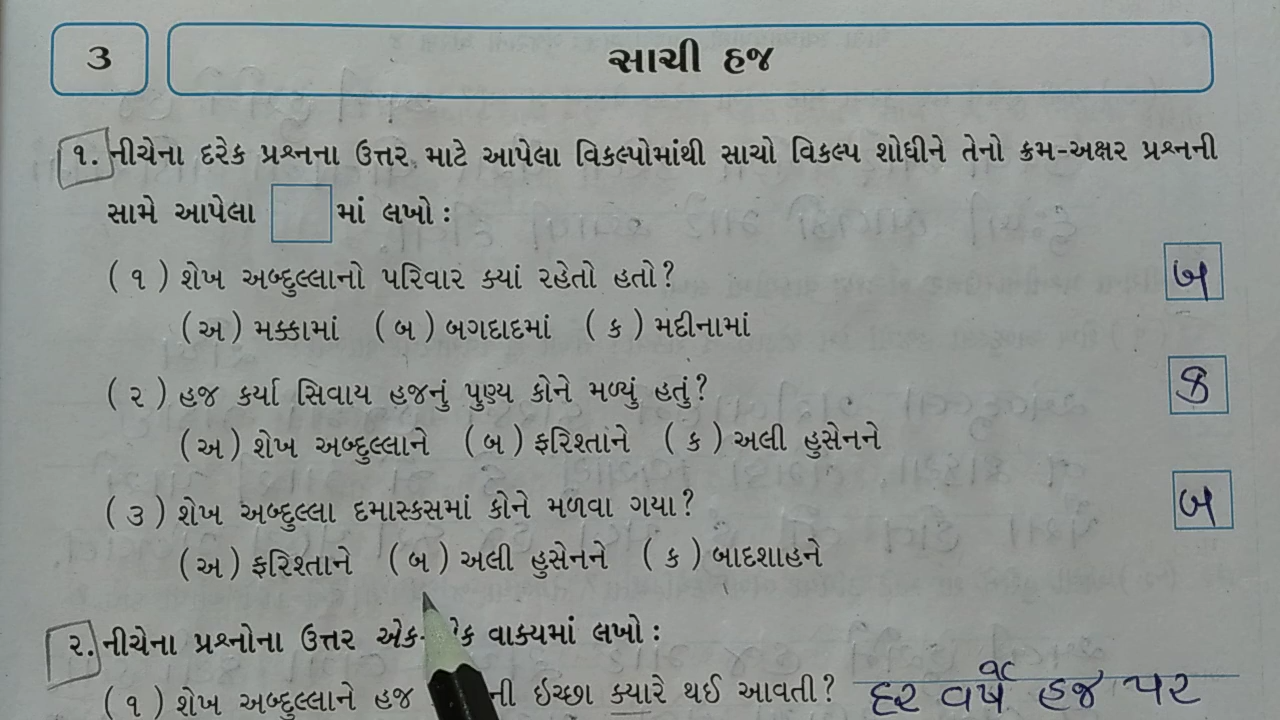 ૩ સાચી હજ
૧. નીચેના દરેક પ્રશ્નના ઉત્તર માટે આપેલા વિકલ્પોમાંથી સાચો વિકલ્પ શોધીને તેનો ક્રમ-અક્ષર પ્રશ્નની
સામે આપેલા માં લખો :
(૧) શેખ અબ્દુલ્લાનો પરિવાર ક્યાં રહેતો હતો? બ
(અ) મક્કામાં (બ) બગદાદમાં (ક) મદીનામાં
(૨) હજ કર્યા સિવાય હજનું પુણ્ય કોને મળ્યું હતું? ક
(અ) શેખ અબ્દુલ્લાને (બ) ફરિશ્તાને (ક) અલી હુસેનને
(૩) શેખ અબ્દુલ્લા દમાસ્કસમાં કોને મળવા ગયા? બ
(અ) ફરિશ્તાને (બ) અલી હુસેનને (ક) બાદશાહને
૨. નીચેના પ્રશ્નોના ઉત્તર એક- વાક્યમાં લખો :
(૧) શેખ અબ્દુલ્લાને હજ ની ઇચ્છા ક્યારે થઈ આવતી? દર વર્ષે હજ પર